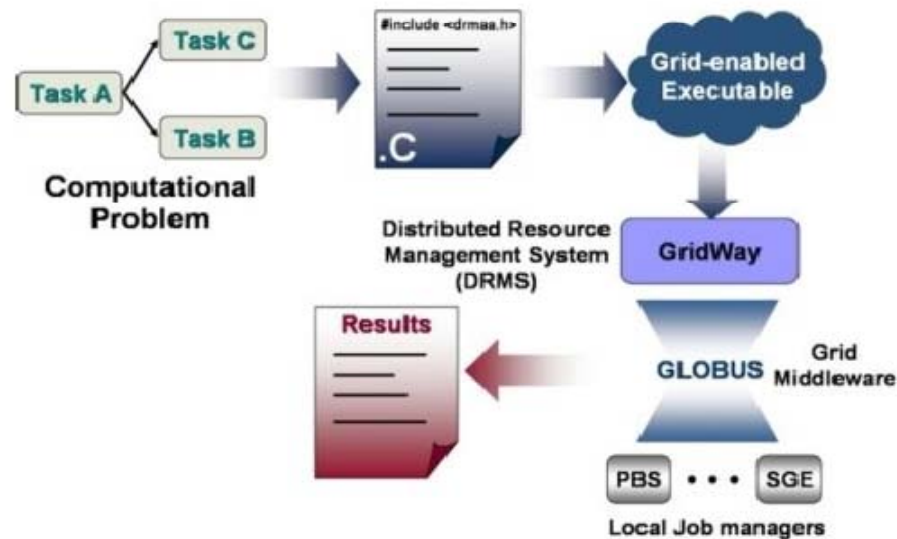 Task C
Task A
Task B
Computational
Problem
#include <drmaa.h>
.C
Grid-enabled
Executable
Distributed Resource
Management System
(DRMS)
GridWay
Results
GLOBUS
Grid
Middleware
PBS • • • SGE
Local Job managers